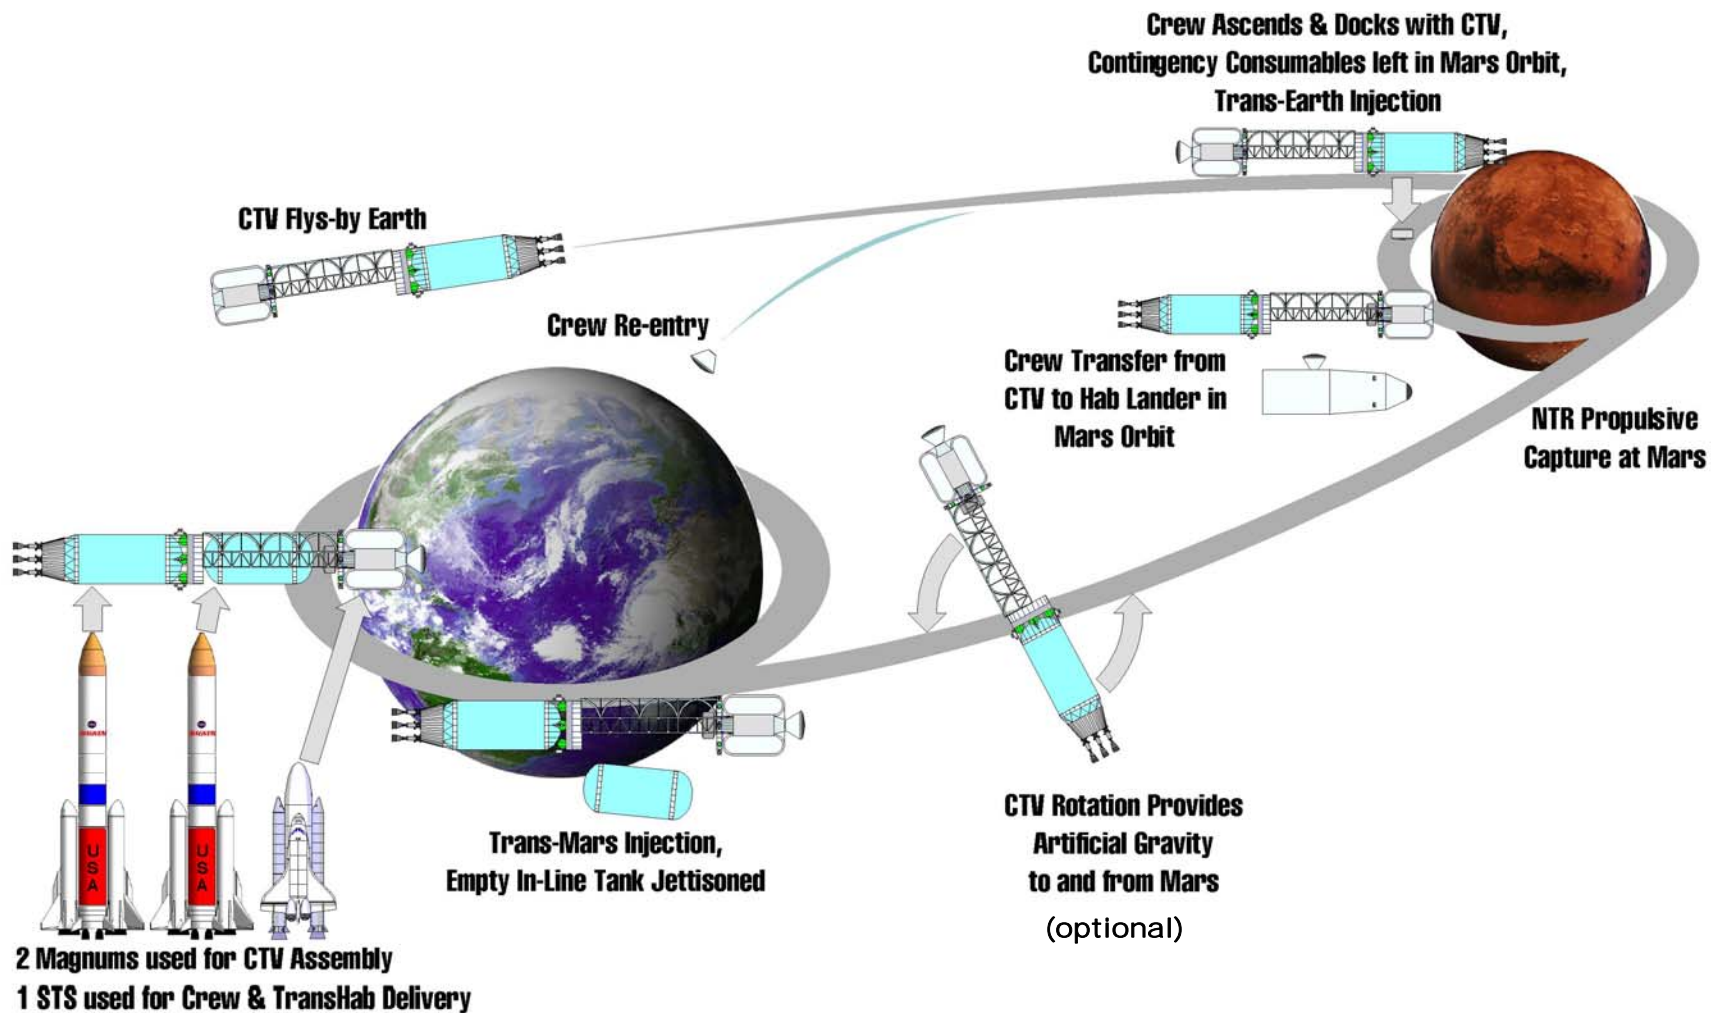 Crew Ascends & Docks with CTV,
Contingency Consumables left in Mars Orbit,
Trans-Earth Injection
CTV Flys-by Earth
Crew Re-entry
Crew Transfer from
CTV to Hab Lander in
Mars Orbit
NTR Propulsive
Capture at Mars
USA
USA
Trans-Mars Injection,
Empty In-Line Tank Jettisoned
CTV Rotation Provides
Artificial Gravity
to and from Mars
(optional)
2 Magnums used for CTV Assembly
1 STS used for Crew & TransHab Delivery